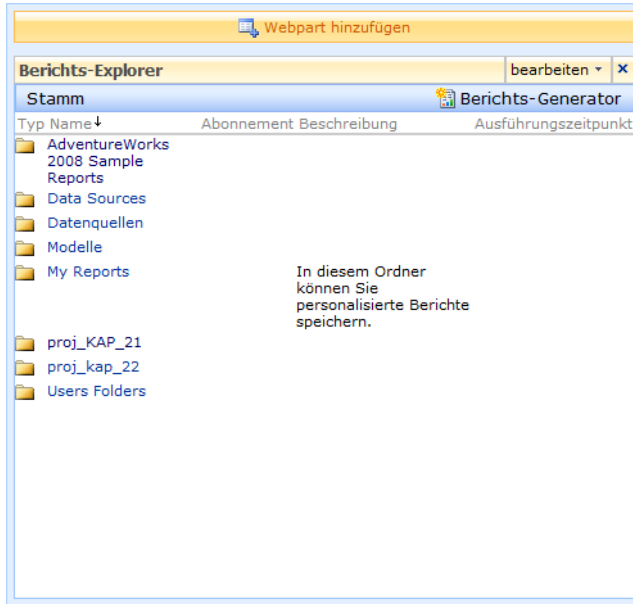 Webpart hinzufügen
Berichts-Explorer bearbeiten
Stamm Berichts-Generator
Typ Name Abonnement Beschreibung Ausführungszeitpunkt
AdventureWorks
2008 Sample
Reports
Data Sources
Datenquellen
Modelle
My Reports In diesem Ordner
können Sie
personalisierte Berichte
speichern.
proj_KAP_21
proj_kap_22
Users Folders